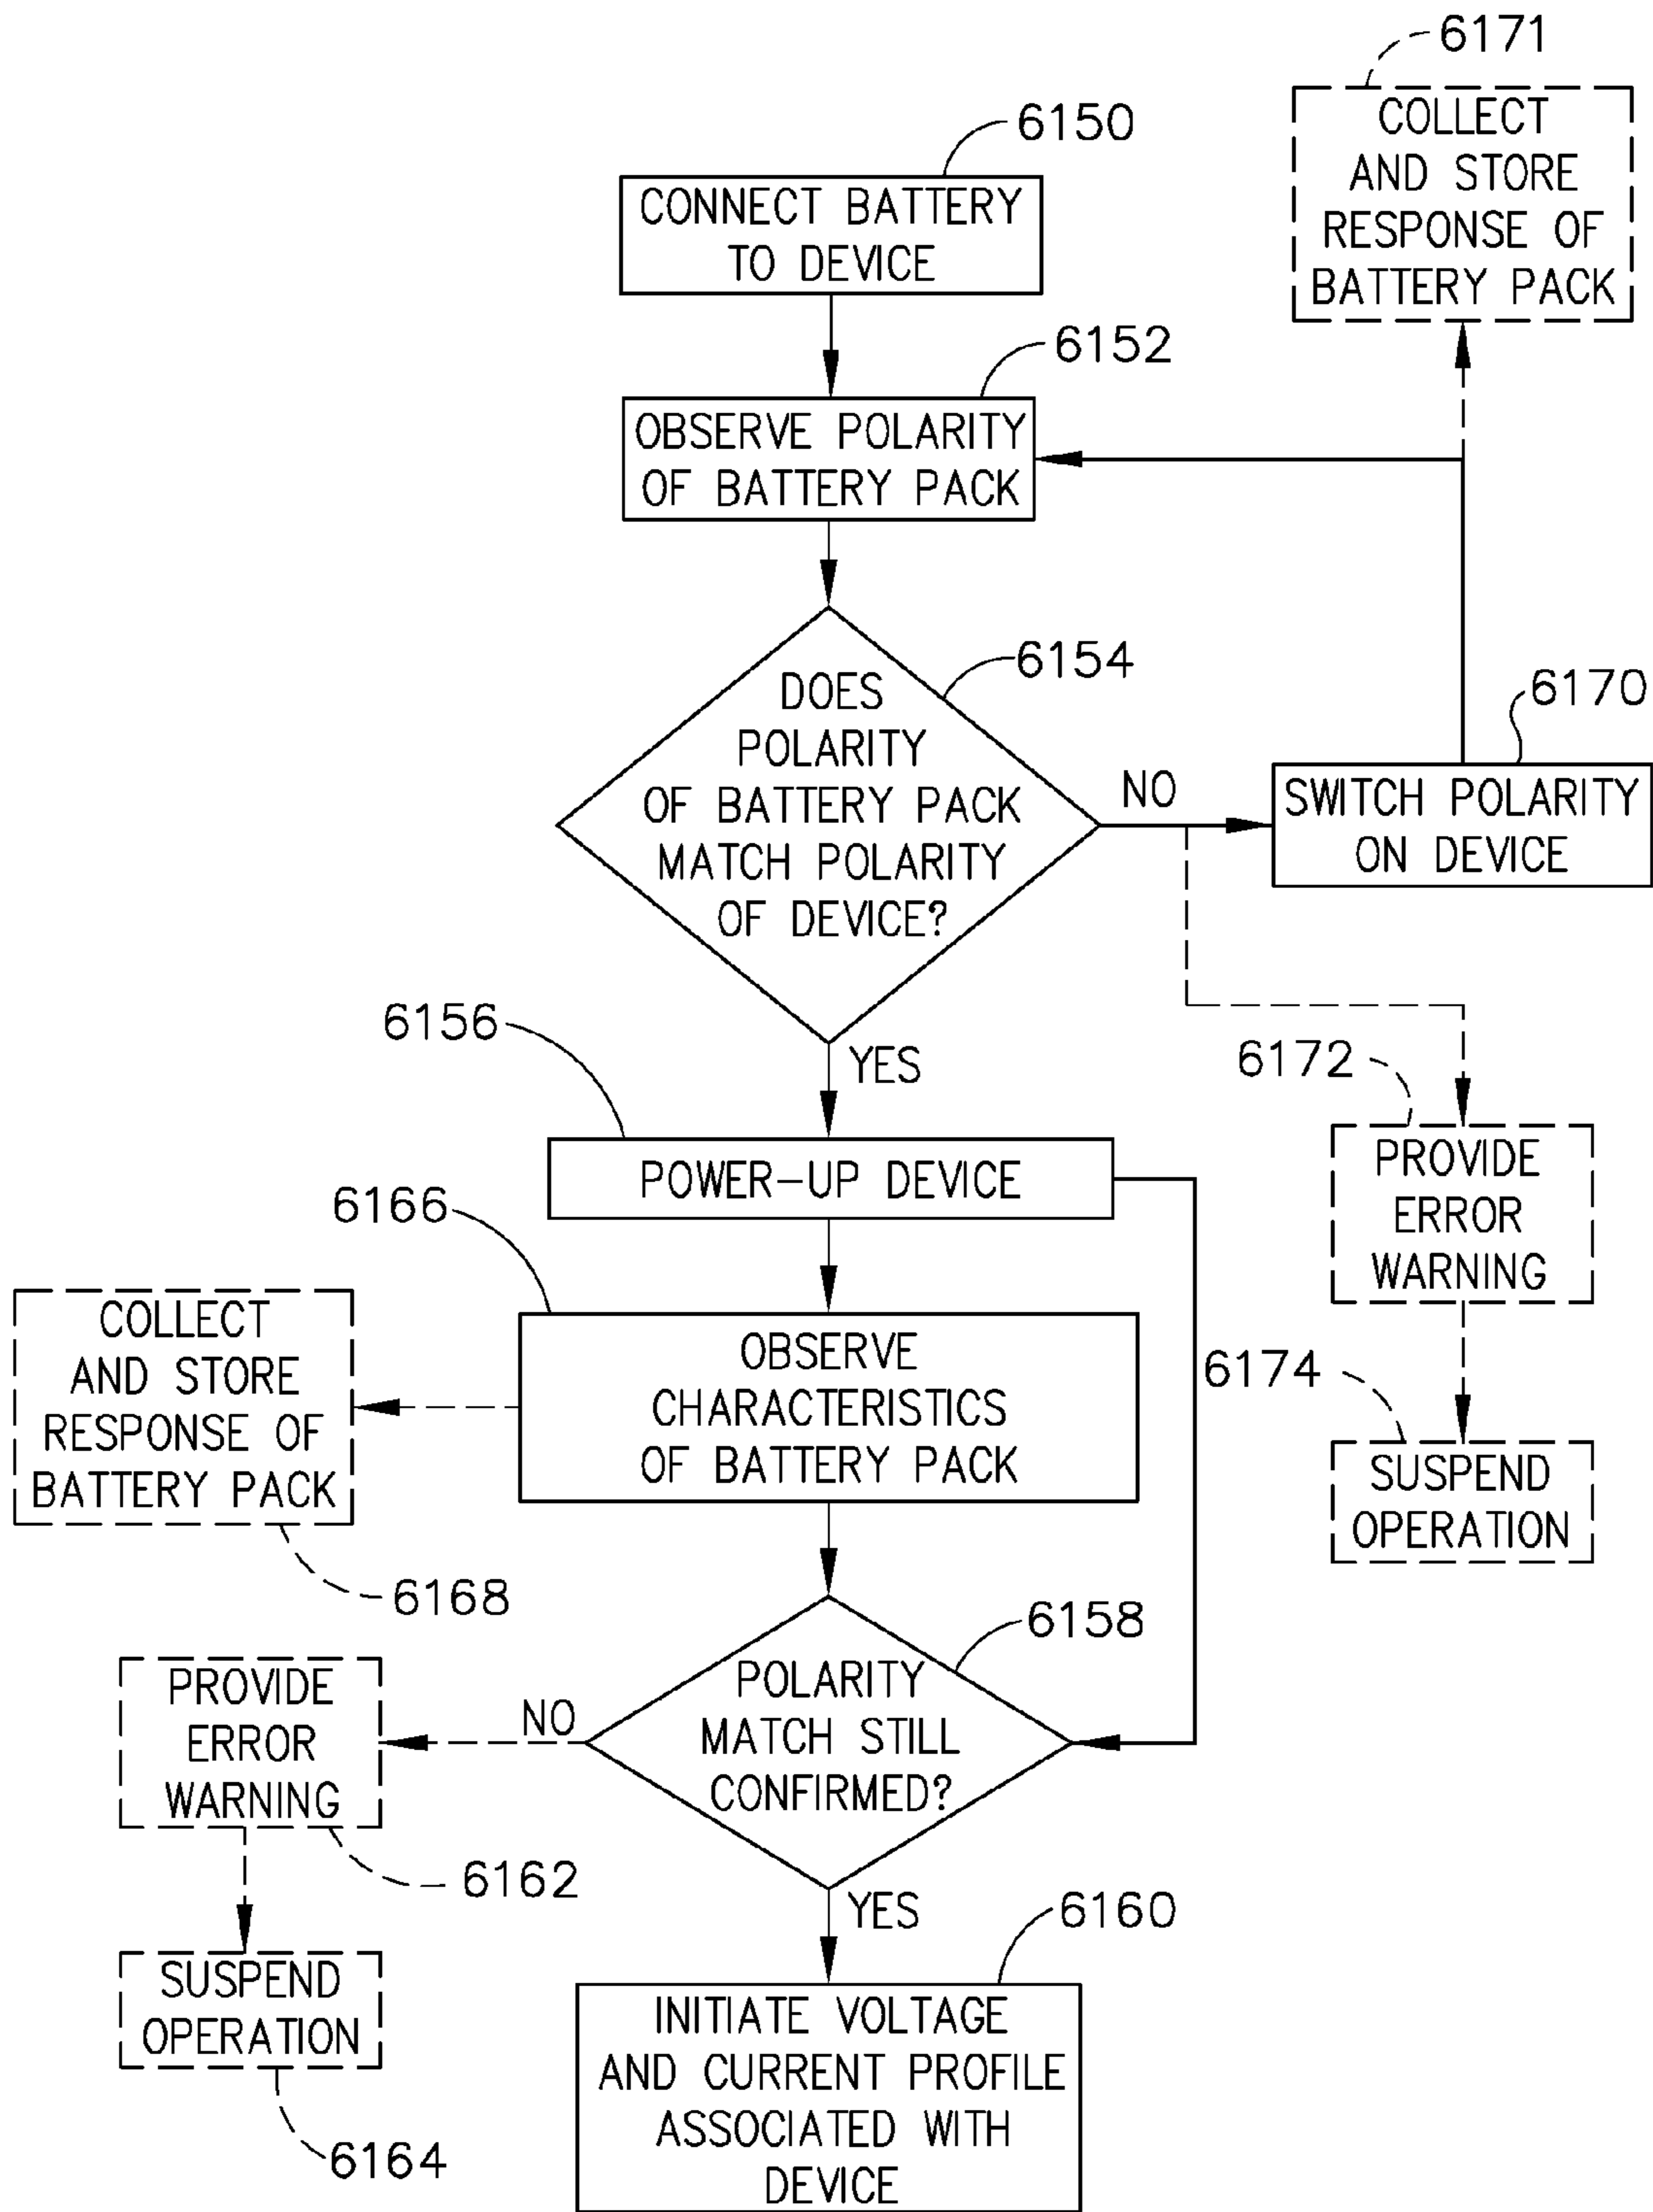 6171
COLLECT
AND STORE
RESPONSE OF
BATTERY PACK
6150
CONNECT BATTERY
TO DEVICE
6152
OBSERVE POLARITY
OF BATTERY PACK
6154
DOES
POLARITY
OF BATTERY PACK
MATCH POLARITY
OF DEVICE?
NO
6170
SWITCH POLARITY
ON DEVICE
6156
YES
6172
PROVIDE
ERROR
WARNING
POWER-UP DEVICE
6166
COLLECT
AND STORE
RESPONSE OF
BATTERY PACK
OBSERVE
CHARACTERISTICS
OF BATTERY PACK
6174
SUSPEND
OPERATION
6168
6158
POLARITY
MATCH STILL
CONFIRMED?
NO
PROVIDE
ERROR
WARNING
6162
YES
6160
SUSPEND
OPERATION
6164
INITIATE VOLTAGE
AND CURRENT PROFILE
ASSOCIATED WITH
DEVICE